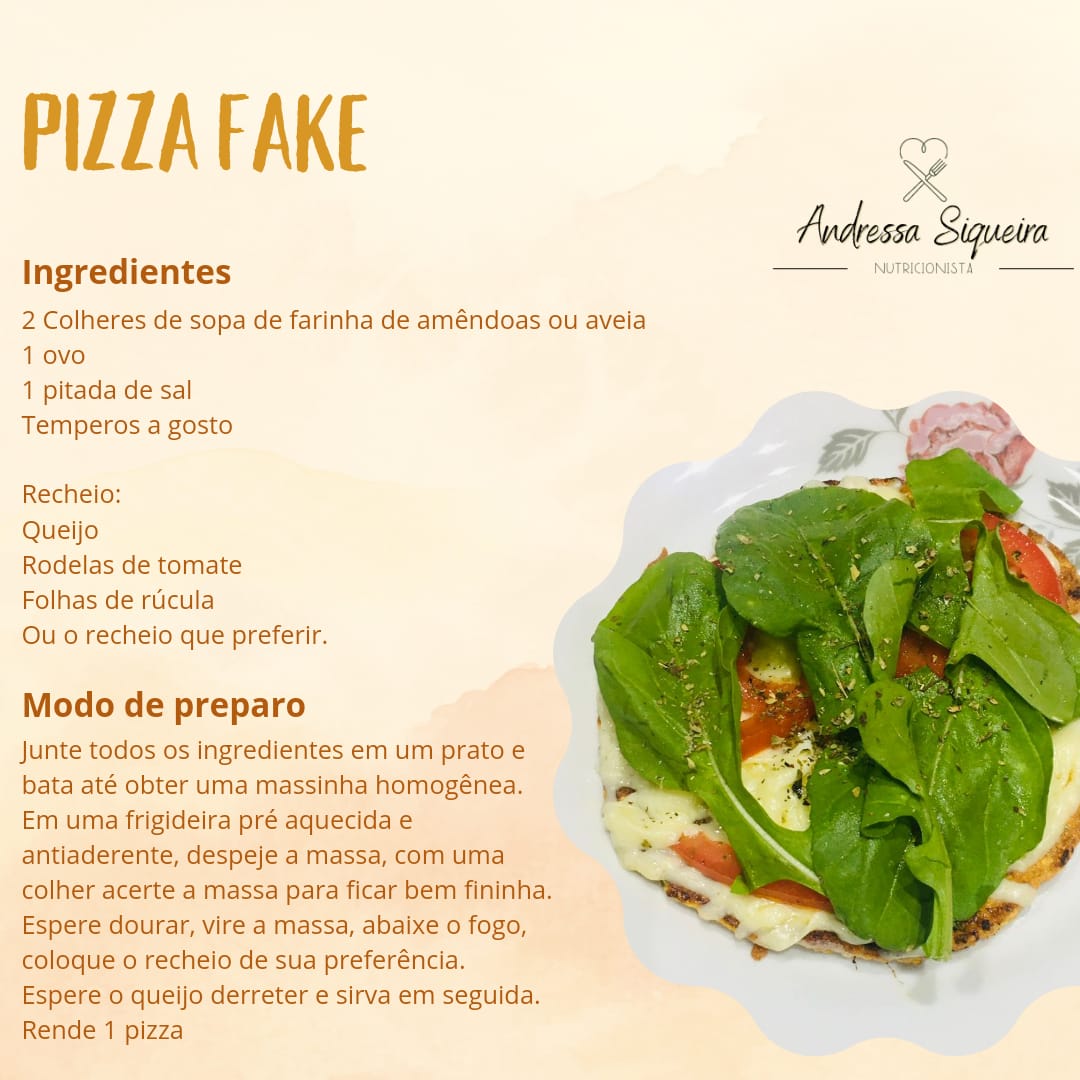 PIZZA FAKE
Andressa Siqueira
NUTRICIONISTA
Ingredientes
2 Colheres de sopa de farinha de amêndoas ou aveia
1 ovo
1 pitada de sal
Temperos a gosto
Recheio:
Queijo
Rodelas de tomate
Folhas de rúcula
Ou o recheio que preferir.
Modo de preparo
Junte todos os ingredientes em um prato e
bata até obter uma massinha homogênea.
Em uma frigideira pré aquecida e
antiaderente, despeje a massa, com uma
colher acerte a massa para ficar bem fininha.
Espere dourar, vire a massa, abaixe o fogo,
coloque o recheio de sua preferência.
Espere o queijo derreter e sirva em seguida.
Rende 1 pizza